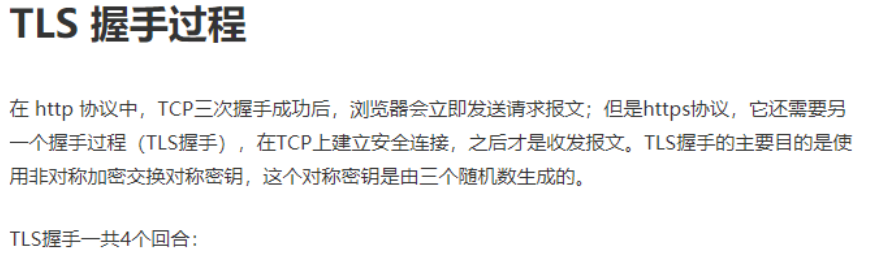 TLS 握手过程
在 http 协议中，TCP三次握手成功后，浏览器会立即发送请求报文；但是https协议，它还需要另
一个握手过程（TLS握手），在TCP上建立安全连接，之后才是收发报文。TLS握手的主要目的是使
用非对称加密交换对称密钥，这个对称密钥是由三个随机数生成的。
TLS握手一共4个回合：